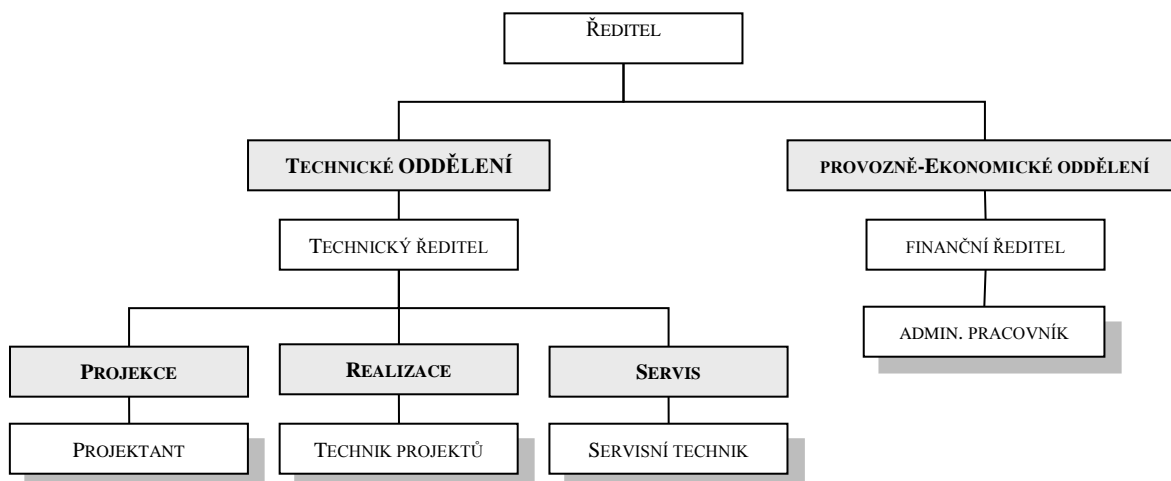 Ředitel
Technické ODDĚLENÍ
provozně-Ekonomické oddělení
Technický ředitel
finanční ředitel
admin. pracovník
Projekce
Realizace
Servis
Projektant
Technik projektů
Servisní technik